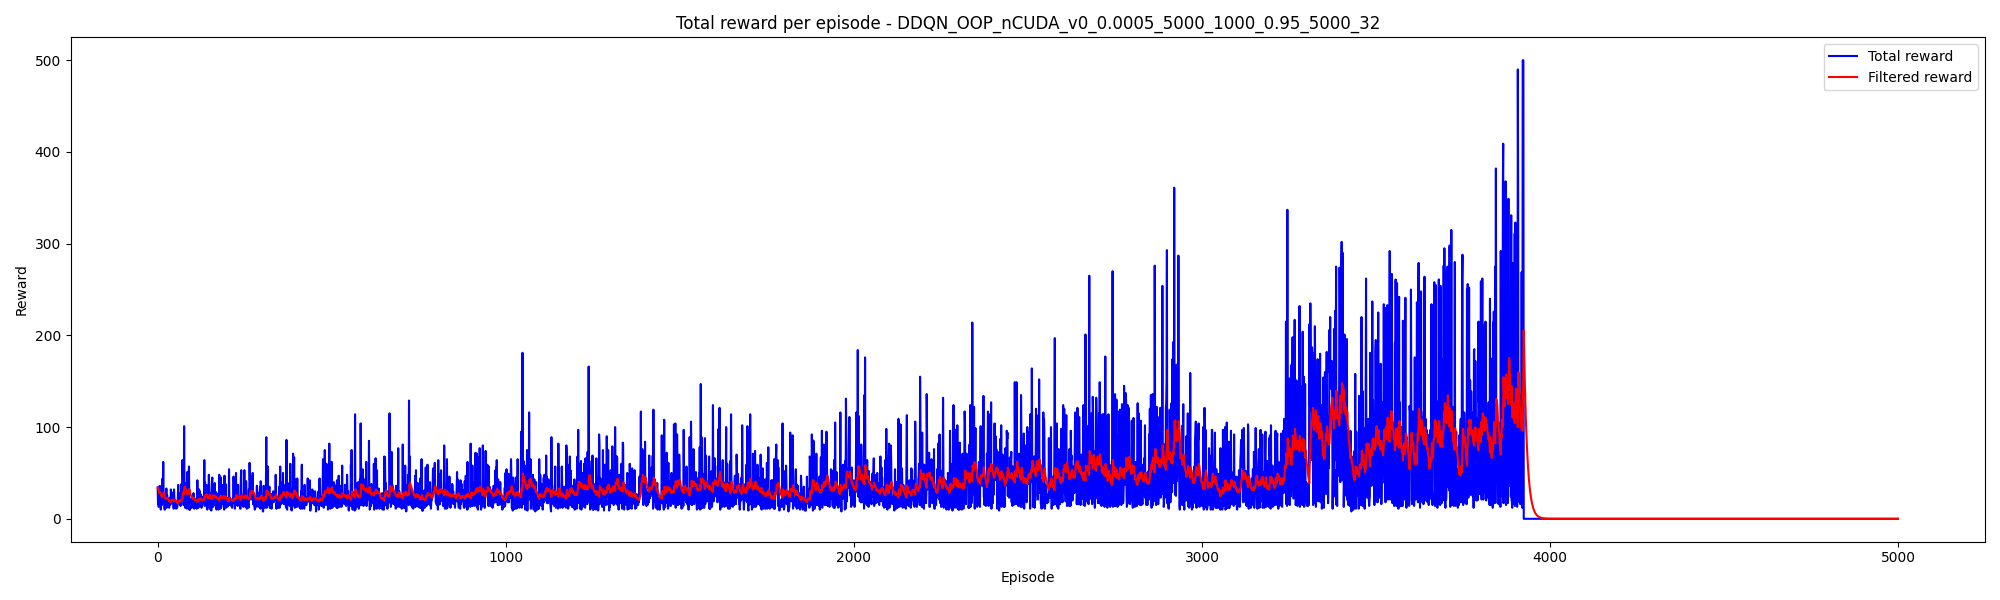 Total reward per episode - DDQN_OOP_nCUDA_v0_0.0005_5000_1000_0.95_5000_32
Total reward
Filtered reward
500
400
300
200
100
0
Reward
0 1000 2000 3000 4000 5000
Episode